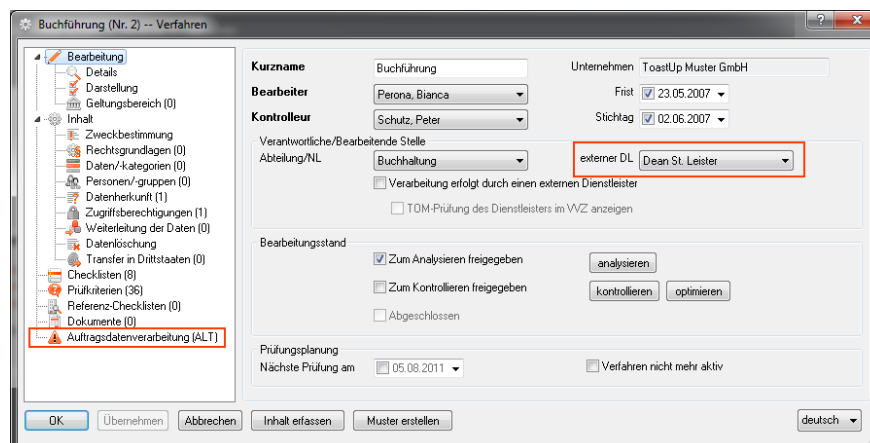 Buchführung (Nr. 2) -- Verfahren
Bearbeitung
Details
Darstellung
Geltungsbereich (0)
Inhalt
Zweckbestimmung
Rechtsgrundlagen (0)
Daten/-kategorien (0)
Personen/-gruppen (0)
Datenherkunft (1)
Zugriffsberechtigungen (1)
Weiterleitung der Daten (0)
Datenlöschung
Transfer in Drittstaaten (0)
Checklisten (8)
Prüfkriterien (36)
Referenz-Checklisten (0)
Dokumente (0)
Auftragsdatenverarbeitung (ALT)
Kurzname Buchführung Unternehmen ToastUp Muster GmbH
Bearbeiter Perona, Bianca Frist 23.05.2007
Kontrolleur Schutz, Peter Stichtag 02.06.2007
Verantwortliche/Bearbeitende Stelle
Abteilung/NL Buchhaltung externer DL Dean St. Leister
Verarbeitung erfolgt durch einen externen Dienstleister
TOM-Prüfung des Dienstleisters im VVZ anzeigen
Bearbeitungsstand
Zum Analysieren freigegeben analysieren
Zum Kontrollieren freigegeben kontrollieren optimieren
Abgeschlossen
Prüfungsplanung
Nächste Prüfung am 05.08.2011 Verfahren nicht mehr aktiv
OK Übernehmen Abbrechen Inhalt erfassen Muster erstellen deutsch